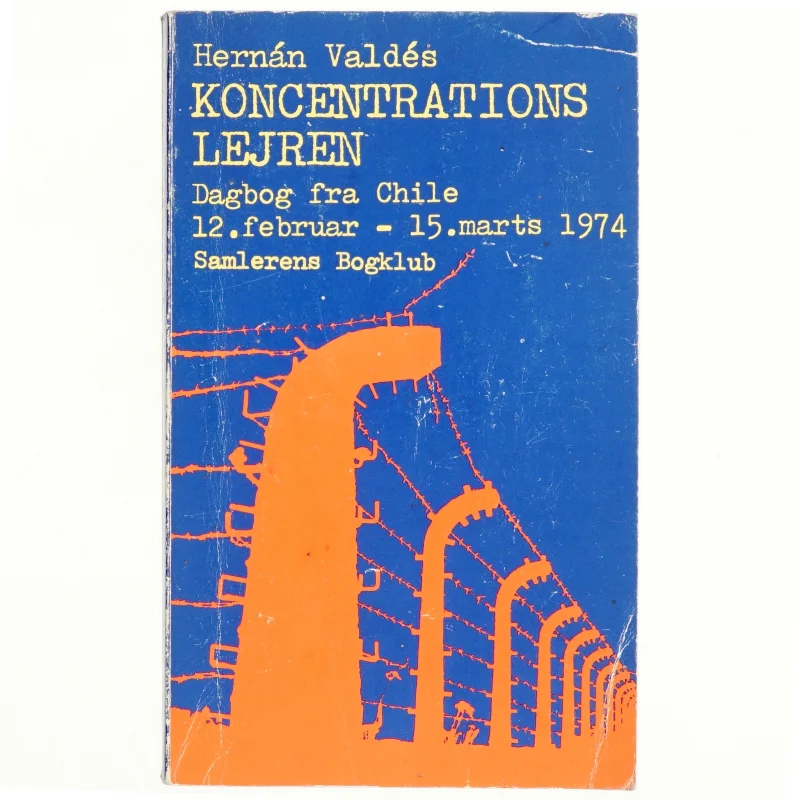 Hernán Valdés
KONCENTRATIONS
LEJREN
Dagbog fra Chile
12.februar - 15.marts 1974
Samlerens Bogklub